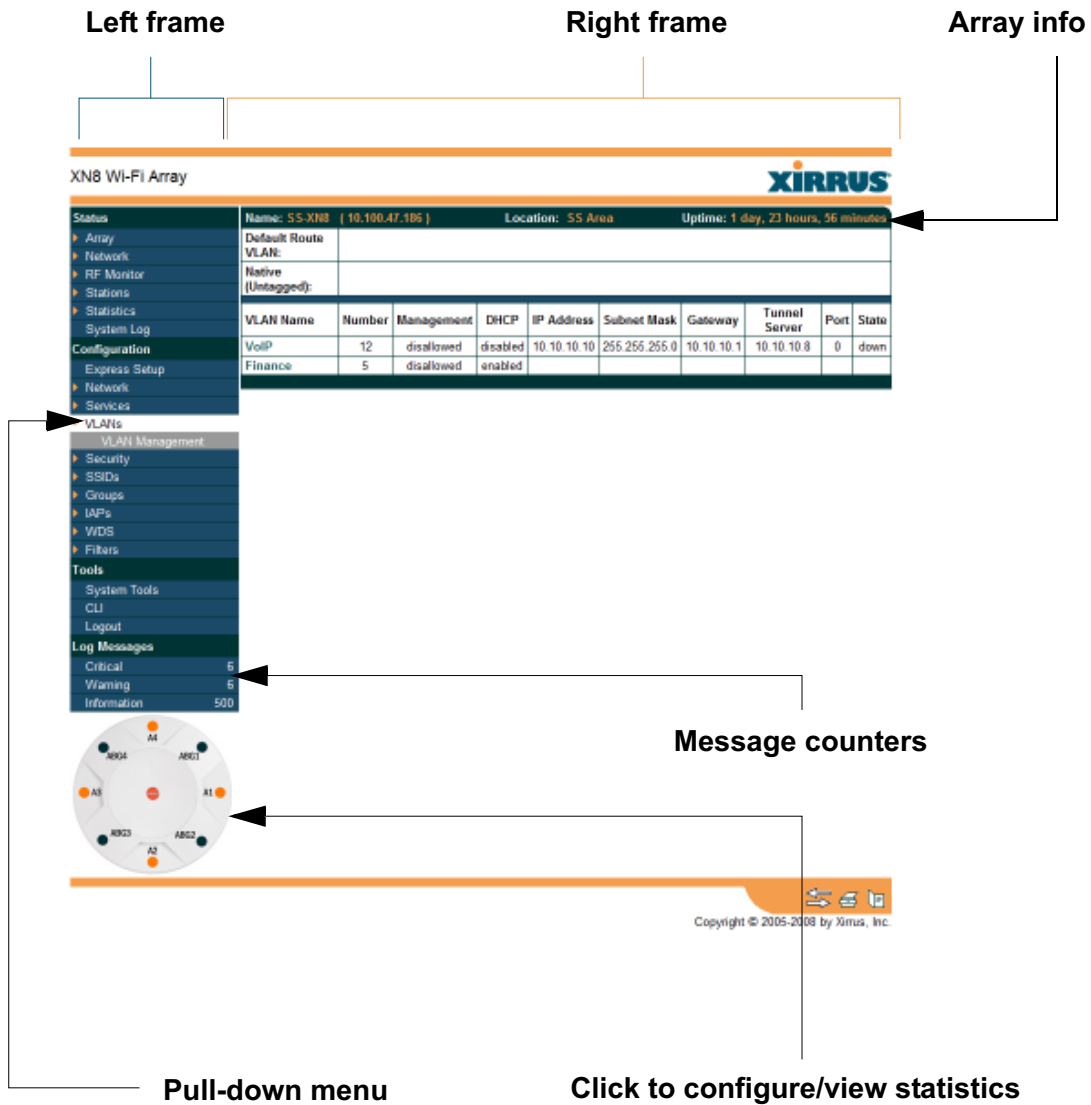 Left frame
Right frame
Array info
XN8 Wi-Fi Array
XIRRUS
Status
Array
Network
RF Monitor
Stations
Statistics
System Log
Configuration
Express Setup
Network
Services
VLANs
VLAN Management
Security
SSIDs
Groups
IAPs
WDS
Filters
Tools
System Tools
CLI
Logout
Log Messages
Critical 6
Warning 6
Information 500
Name: SS-XN8 ( 10.100.47.186 ) Location: SS Area Uptime: 1 day, 23 hours, 56 minutes
Default Route VLAN:
Native (Untagged):
VLAN Name Number Management DHCP IP Address Subnet Mask Gateway Tunnel Server Port State
VoIP 12 disallowed disabled 10.10.10.10 255.255.255.0 10.10.10.1 10.10.10.8 0 down
Finance 5 disallowed enabled
Message counters
A4
ABG4 ABG1
A3 A1
ABG3 ABG2
A2
Copyright © 2005-2008 by Xirrus, Inc.
Pull-down menu
Click to configure/view statistics